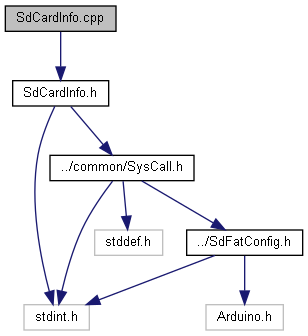 SdCardInfo.cpp
SdCardInfo.h
../common/SysCall.h
stddef.h
../SdFatConfig.h
stdint.h
Arduino.h